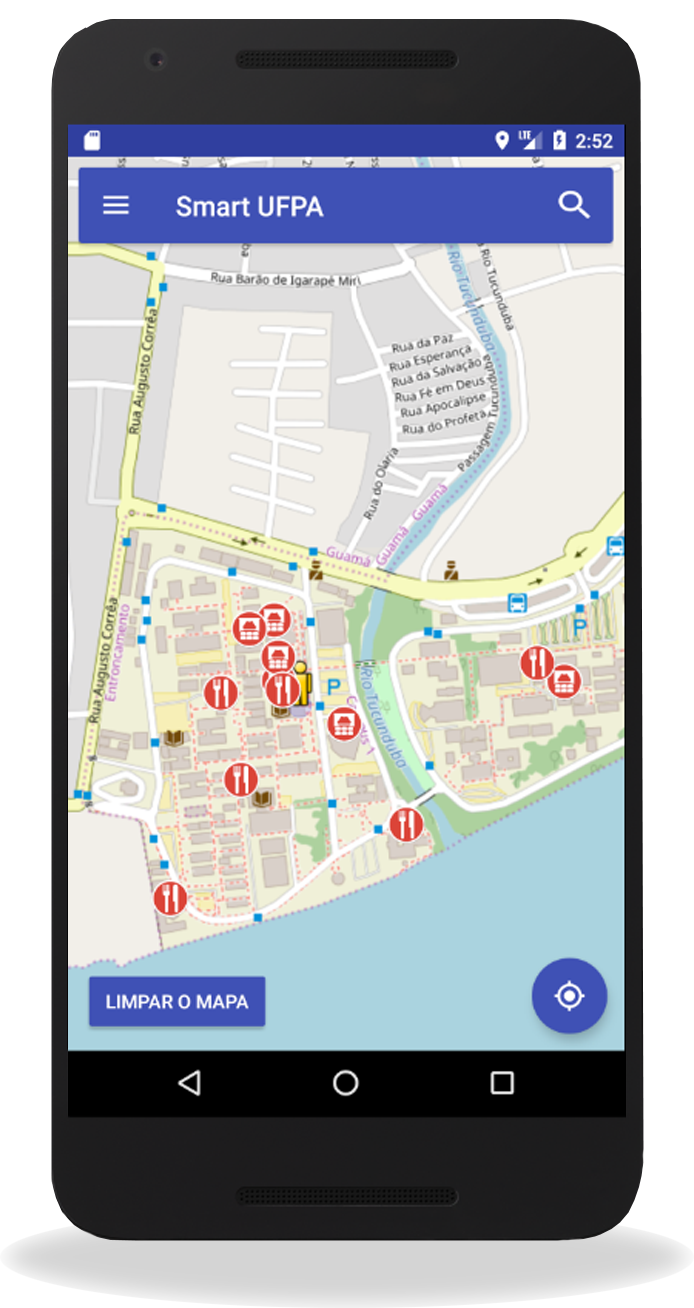 LTE 2:52
Smart UFPA
Rua Barão de Igarapé Miri
Rio Tucunduba
Rio Tucunduba
Rua Augusto Corrêa
Rua da Paz
Rua Esperança
Rua da Salvação
Rua Fé em Deus
Rua Apocalipse
Rua do Profeta
Passagem Tucunduba
Rua do Olaria
Guamá
Guamá
Guamá
Rua Augusto Corrêa
Entroncamento
P
P
Rio Tucunduba
LIMPAR O MAPA